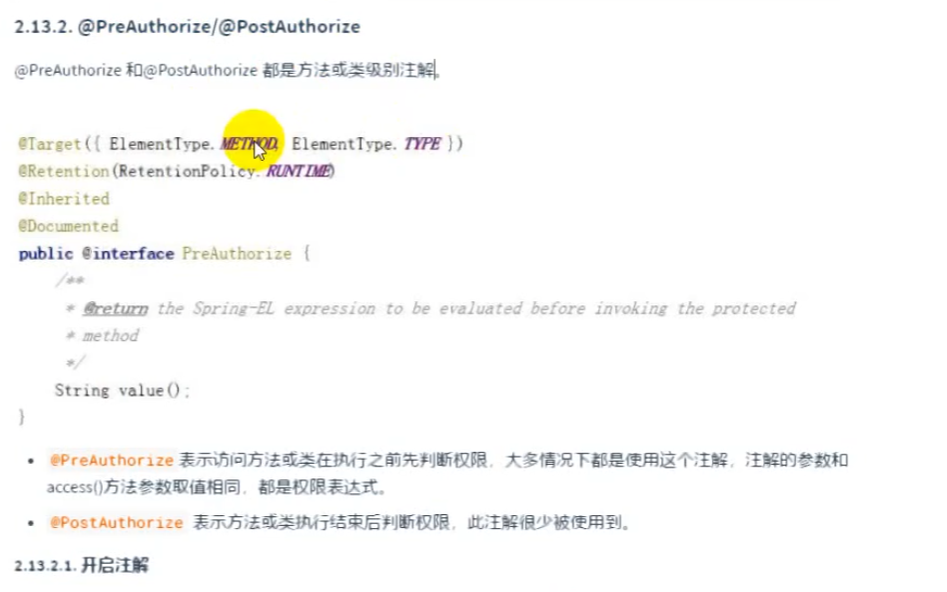 2.13.2. @PreAuthorize/@PostAuthorize
@PreAuthorize 和@PostAuthorize 都是方法或类级别注解。
@Target({ ElementType.METHOD, ElementType.TYPE })
@Retention(RetentionPolicy.RUNTIME)
@Inherited
@Documented
public @interface PreAuthorize {
/**
* @return the Spring-EL expression to be evaluated before invoking the protected
* method
*/
String value();
}
• @PreAuthorize 表示访问方法或类在执行之前先判断权限，大多情况下都是使用这个注解，注解的参数和
access()方法参数取值相同，都是权限表达式。
• @PostAuthorize 表示方法或类执行结束后判断权限，此注解很少被使用到。
2.13.2.1. 开启注解